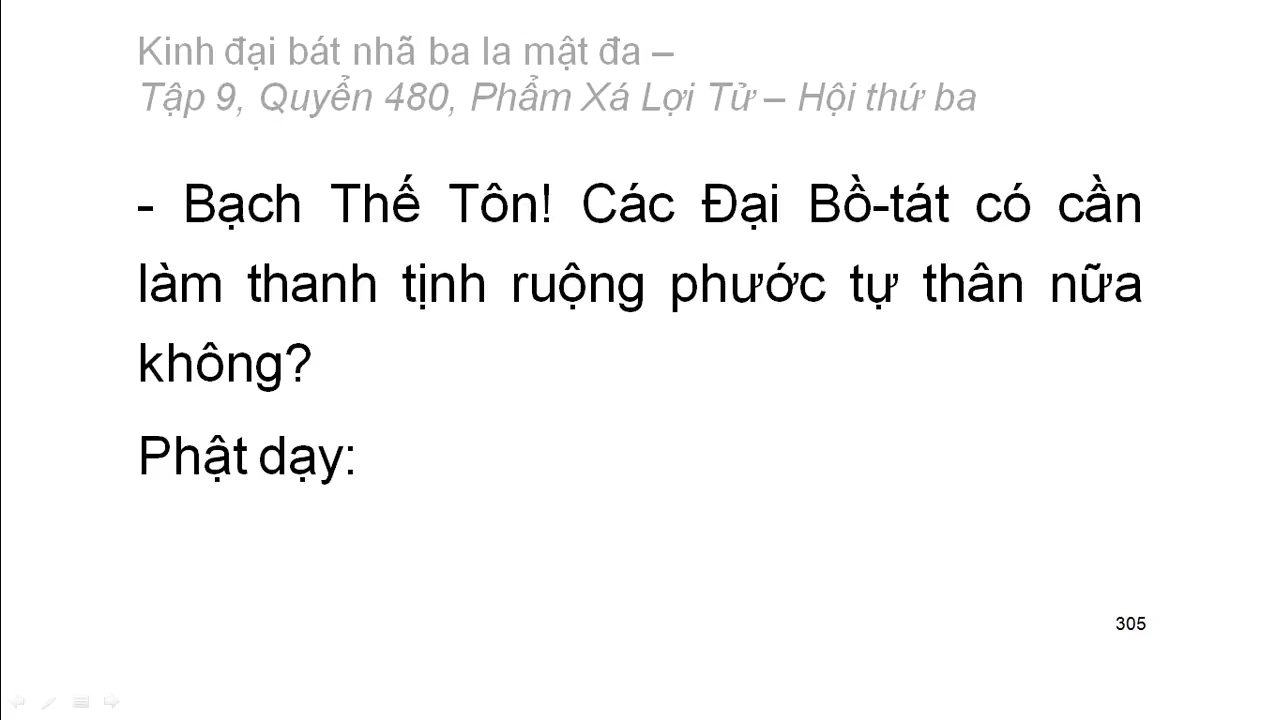 Kinh đại bát nhã ba la mật đa –
Tập 9, Quyển 480, Phẩm Xá Lợi Tử – Hội thứ ba
- Bạch Thế Tôn! Các Đại Bồ-tát có cần
làm thanh tịnh ruộng phước tự thân nữa
không?
Phật dạy:
305